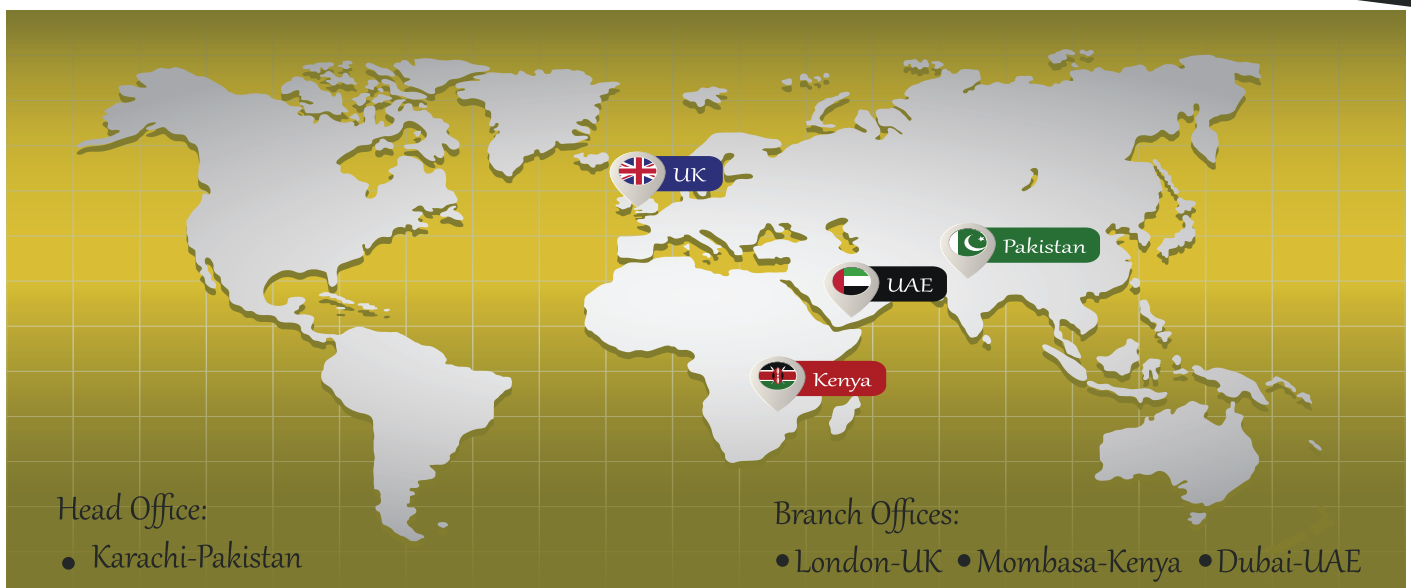 UK
Pakistan
UAE
Kenya
Head Office:
• Karachi-Pakistan
Branch Offices:
• London-UK • Mombasa-Kenya • Dubai-UAE